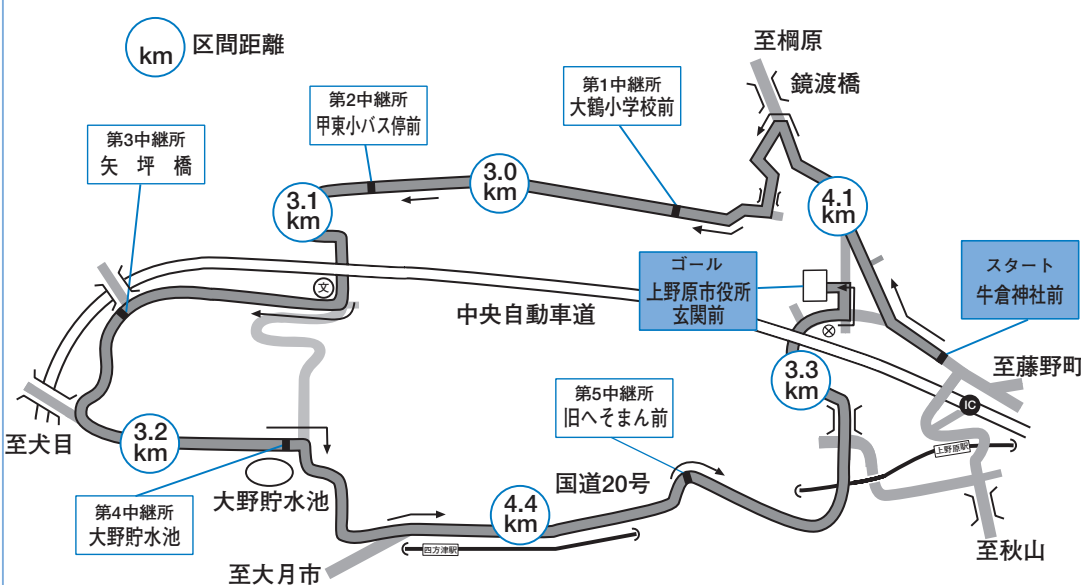 km
区間距離
至棡原
鏡渡橋
第1中継所
大鶴小学校前
第2中継所
甲東小バス停前
第3中継所
矢 坪 橋
3.0
km
3.1
km
4.1
km
ゴール
上野原市役所
玄関前
スタート
牛倉神社前
文
中央自動車道
至藤野町
3.3
km
IC
第5中継所
旧へそまん前
至犬目
3.2
km
上野原駅
大野貯水池
国道20号
第4中継所
大野貯水池
4.4
km
四方津駅
至秋山
至大月市